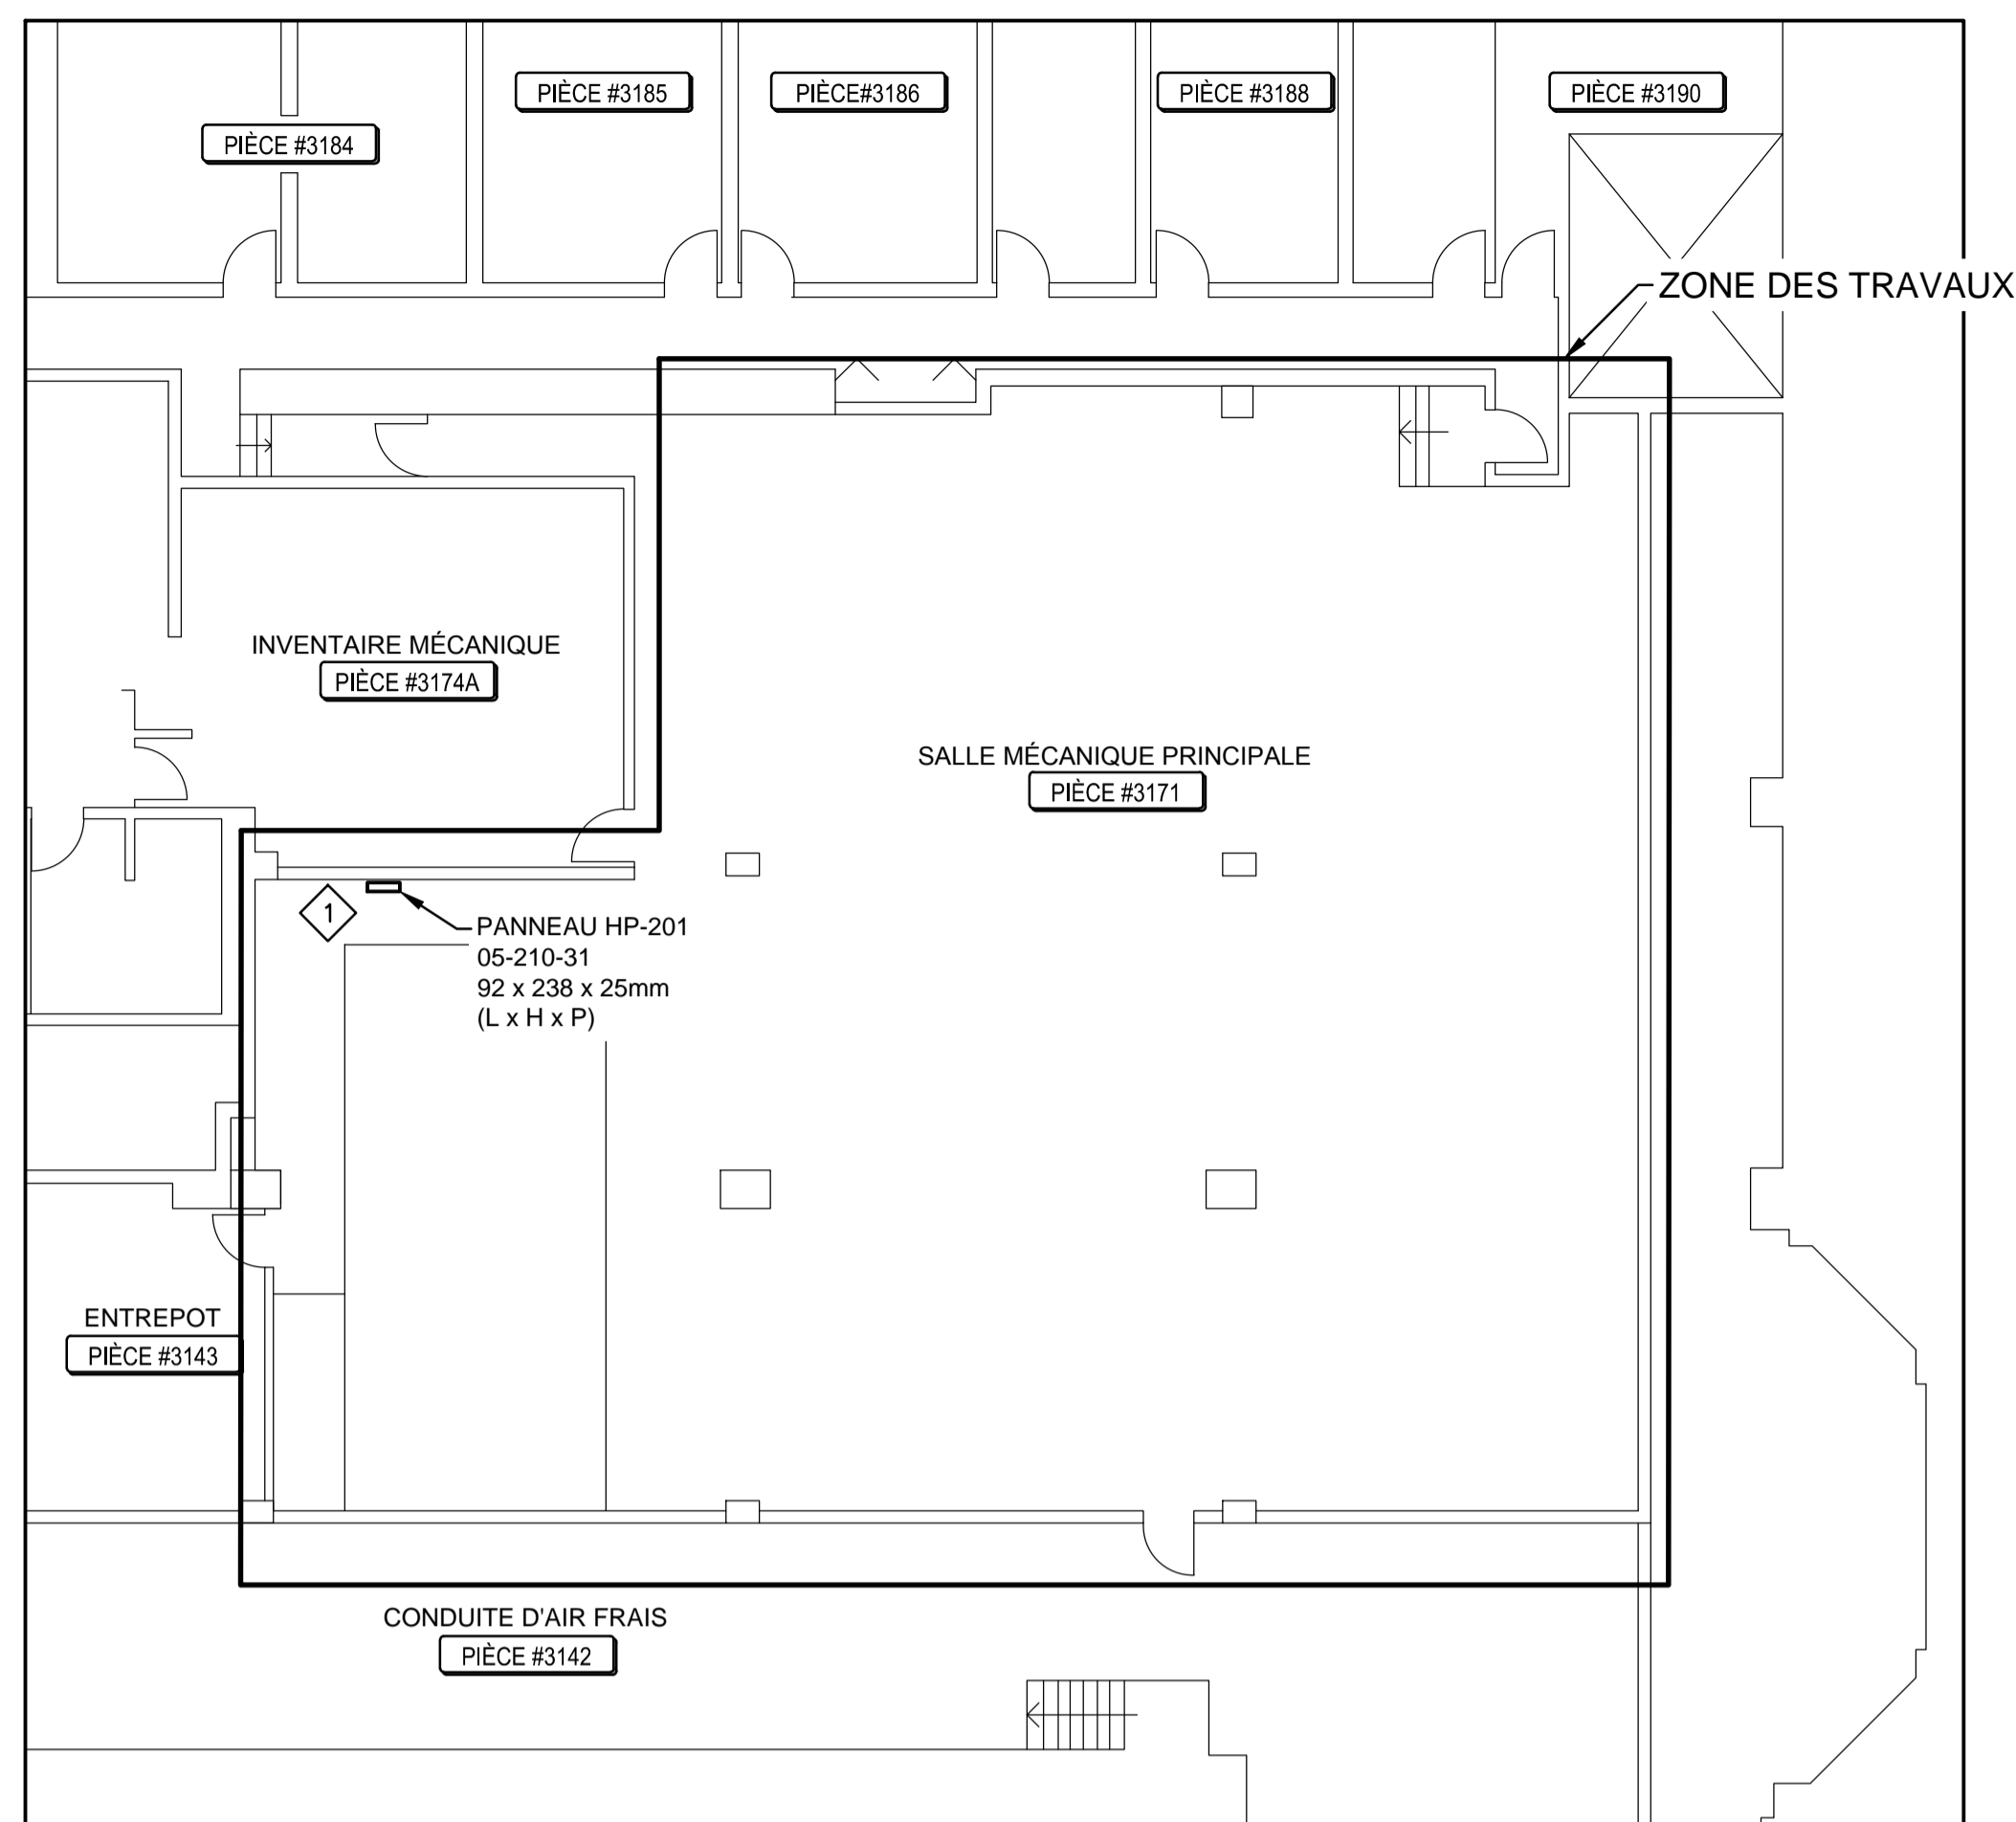 PIÈCE #3185
PIÈCE#3186
PIÈCE #3188
PIÈCE #3190
PIÈCE #3184
ZONE DES TRAVAUX
INVENTAIRE MÉCANIQUE
PIÈCE #3174A
SALLE MÉCANIQUE PRINCIPALE
PIÈCE #3171
1
PANNEAU HP-201
05-210-31
92 x 238 x 25mm
(L x H x P)
ENTREPOT
PIÈCE #3143
CONDUITE D'AIR FRAIS
PIÈCE #3142